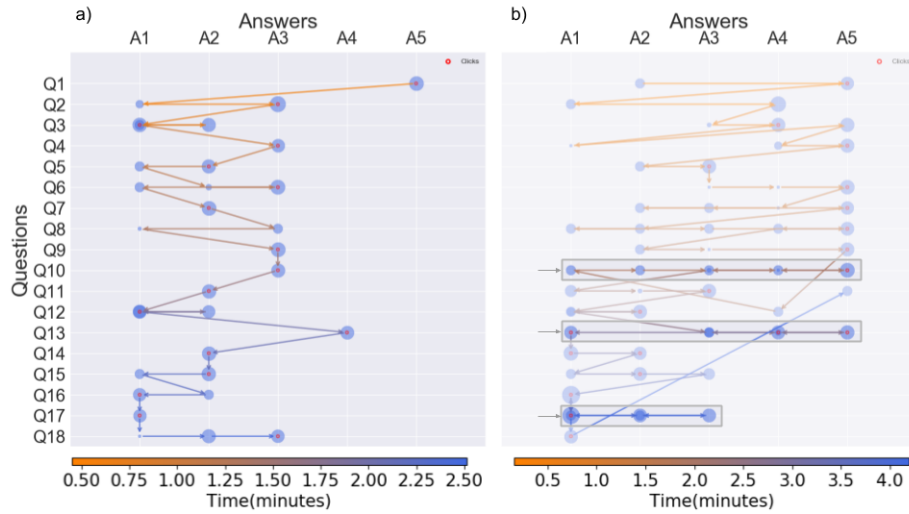 a)
Answers
A1 A2 A3 A4 A5
Clicks
Questions
Q1
Q2
Q3
Q4
Q5
Q6
Q7
Q8
Q9
Q10
Q11
Q12
Q13
Q14
Q15
Q16
Q17
Q18
0.50 0.75 1.00 1.25 1.50 1.75 2.00 2.25 2.50
Time(minutes)
b)
Answers
A1 A2 A3 A4 A5
Clicks
0.5 1.0 1.5 2.0 2.5 3.0 3.5 4.0
Time(minutes)